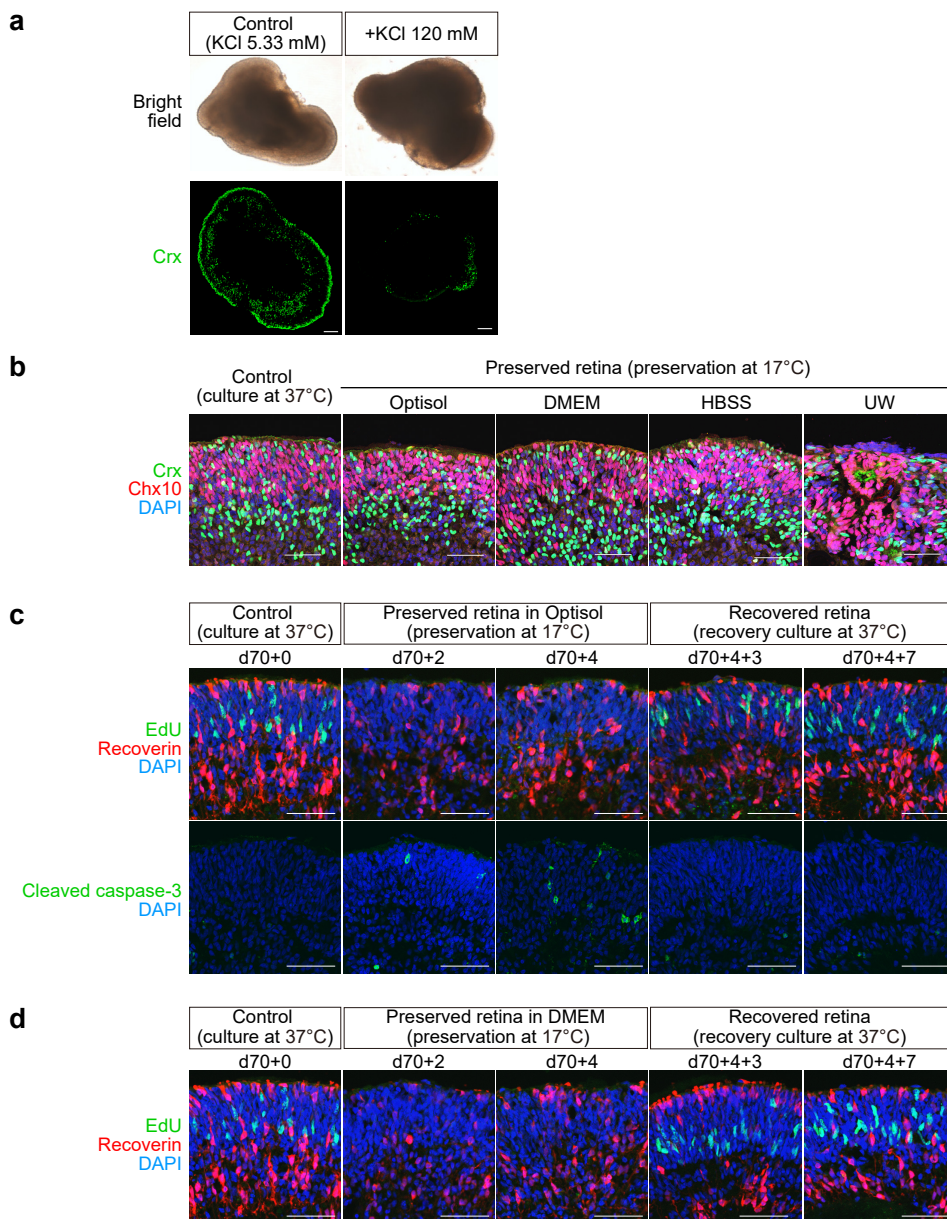 a
Control
(KCl 5.33 mM)
+KCl 120 mM
Bright
field
Crx
b
Control
(culture at 37°C)
Preserved retina (preservation at 17°C)
Optisol
DMEM
HBSS
UW
Crx
Chx10
DAPI
c
Control
(culture at 37°C)
Preserved retina in Optisol
(preservation at 17°C)
Recovered retina
(recovery culture at 37°C)
d70+0
d70+2
d70+4
d70+4+3
d70+4+7
EdU
Recoverin
DAPI
Cleaved caspase-3
DAPI
d
Control
(culture at 37°C)
Preserved retina in DMEM
(preservation at 17°C)
Recovered retina
(recovery culture at 37°C)
d70+0
d70+2
d70+4
d70+4+3
d70+4+7
EdU
Recoverin
DAPI